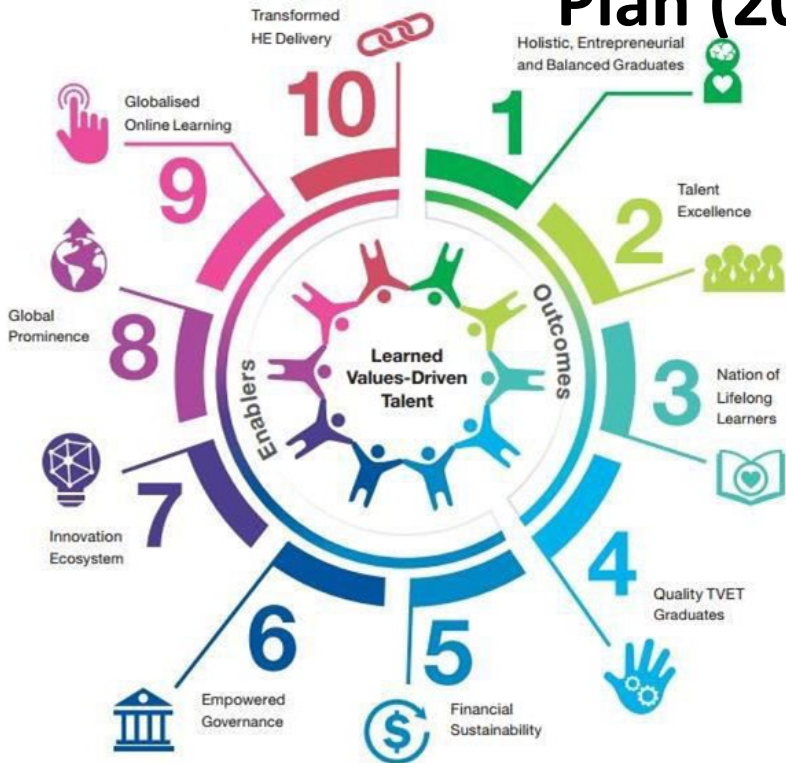 Plan (20
Transformed
HE Delivery
10
Holistic, Entrepreneurial
and Balanced Graduates
1
Globalised
Online Learning
9
Talent
Excellence
2
Global
Prominence
8
Outcomes
Enablers
Learned
Values-Driven
Talent
3
Nation of
Lifelong
Learners
7
Innovation
Ecosystem
4
Quality TVET
Graduates
6
Empowered
Governance
5
Financial
Sustainability
$